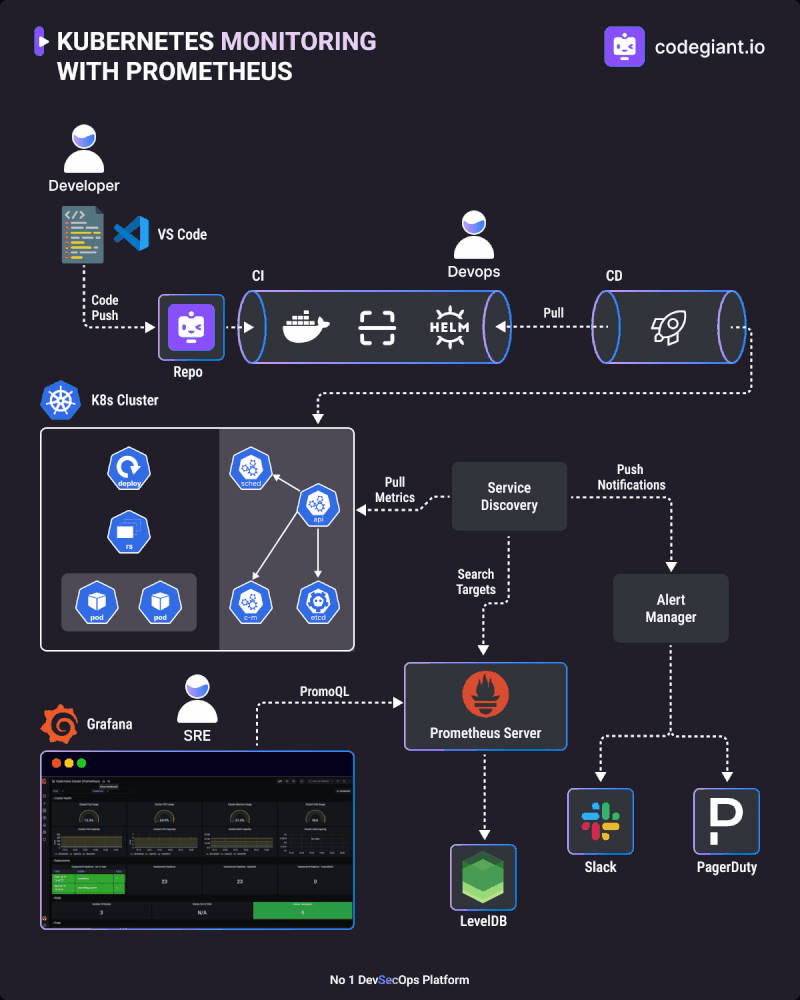 KUBERNETES MONITORING
WITH PROMETHEUS
codegiant.io
Developer
</>
VS Code
Devops
CI
CD
Code
Push
HELM
Pull
Repo
K8s Cluster
deploy
sched
api
rs
pod
pod
c-m
etcd
Pull
Metrics
Service
Discovery
Push
Notifications
Search
Targets
Alert
Manager
PromoQL
Grafana
SRE
Prometheus Server
23
23
0
3
N/A
Slack
PagerDuty
LevelDB
No 1 DevSecOps Platform